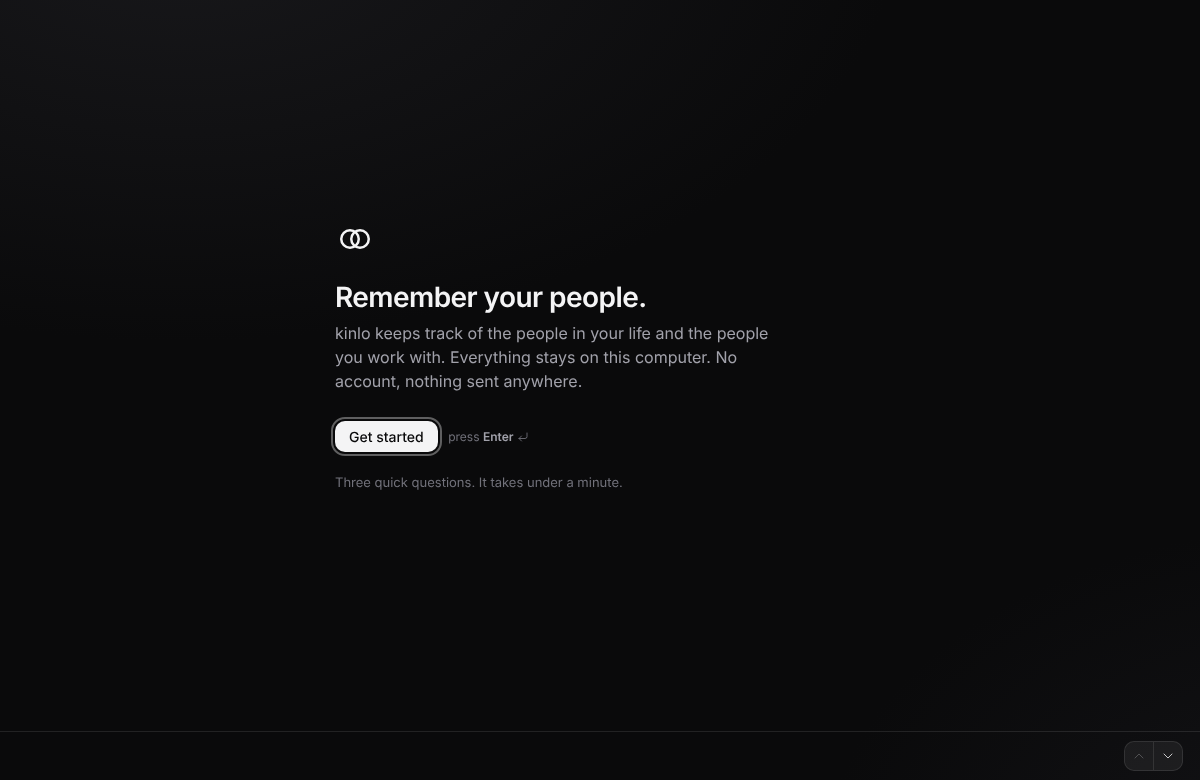 Remember your people.
kinlo keeps track of the people in your life and the people
you work with. Everything stays on this computer. No
account, nothing sent anywhere.
Get started press Enter ↵
Three quick questions. It takes under a minute.